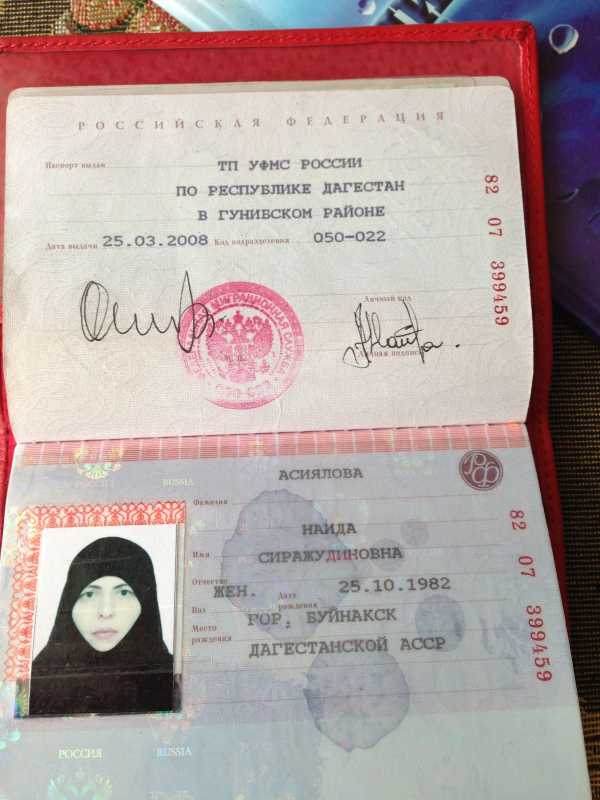 РОССИЙСКАЯ ФЕДЕРАЦИЯ
Паспорт выдан ТП УФМС РОССИИ
ПО РЕСПУБЛИКЕ ДАГЕСТАН
В ГУНИБСКОМ РАЙОНЕ
Дата выдачи 25.03.2008 Код подразделения 050-022
82 07 399459
Личный код
Личная подпись
МИГРАЦИОННАЯ СЛУЖБА
РОССИЯ RUSSIA
АСИЯЛОВА
Фамилия
НАИДА
Имя
СИРАЖУДИНОВНА
Отчество
ЖЕН. Дата рождения 25.10.1982
Пол
Место рождения ГОР. БУЙНАКСК
ДАГЕСТАНСКОЙ АССР
82 07 399459
РФ
РОССИЯ RUSSIA